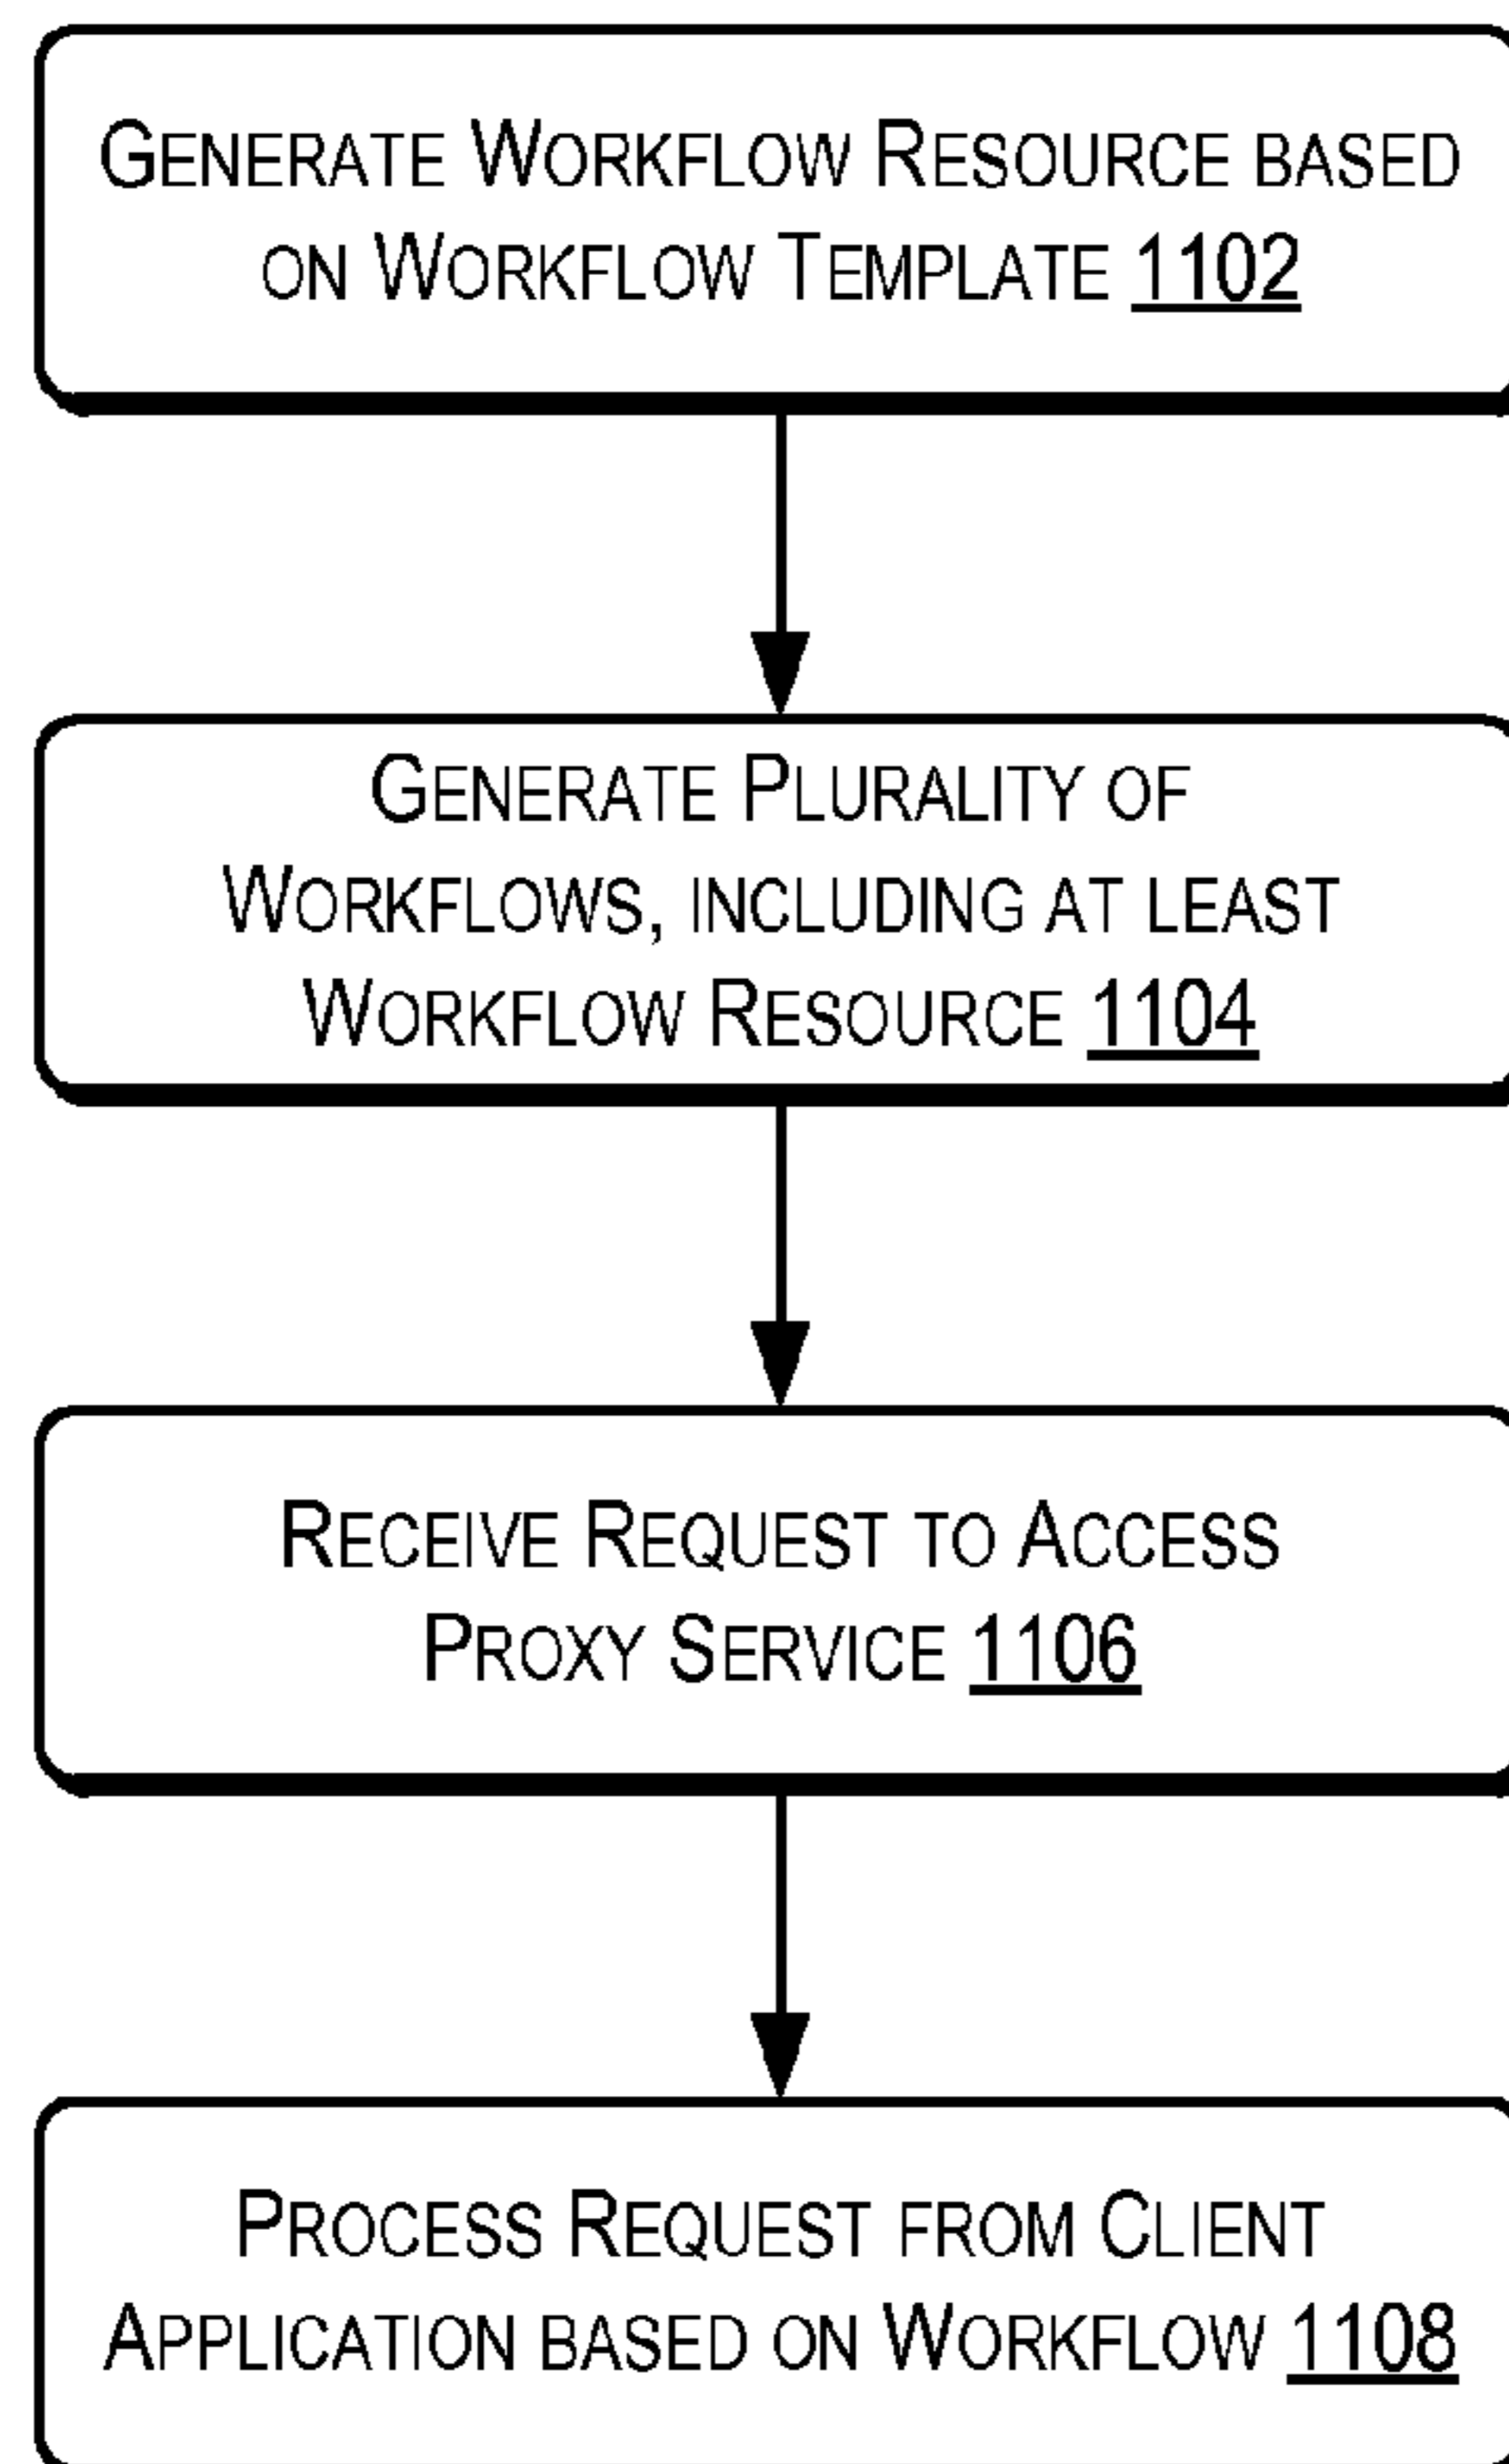 Generate Workflow Resource based
on Workflow Template 1102
Generate Plurality of
Workflows, including at least
Workflow Resource 1104
Receive Request to Access
Proxy Service 1106
Process Request from Client
Application based on Workflow 1108